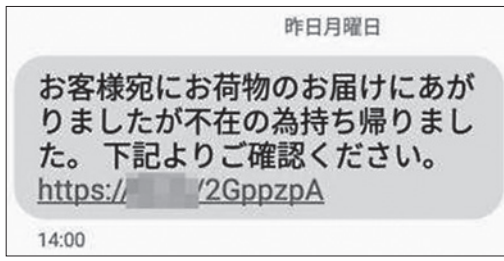 昨日月曜日
お客様宛にお荷物のお届けにあが
りましたが不在の為持ち帰りまし
た。 下記よりご確認ください。
https:// /2GppzpA
14:00